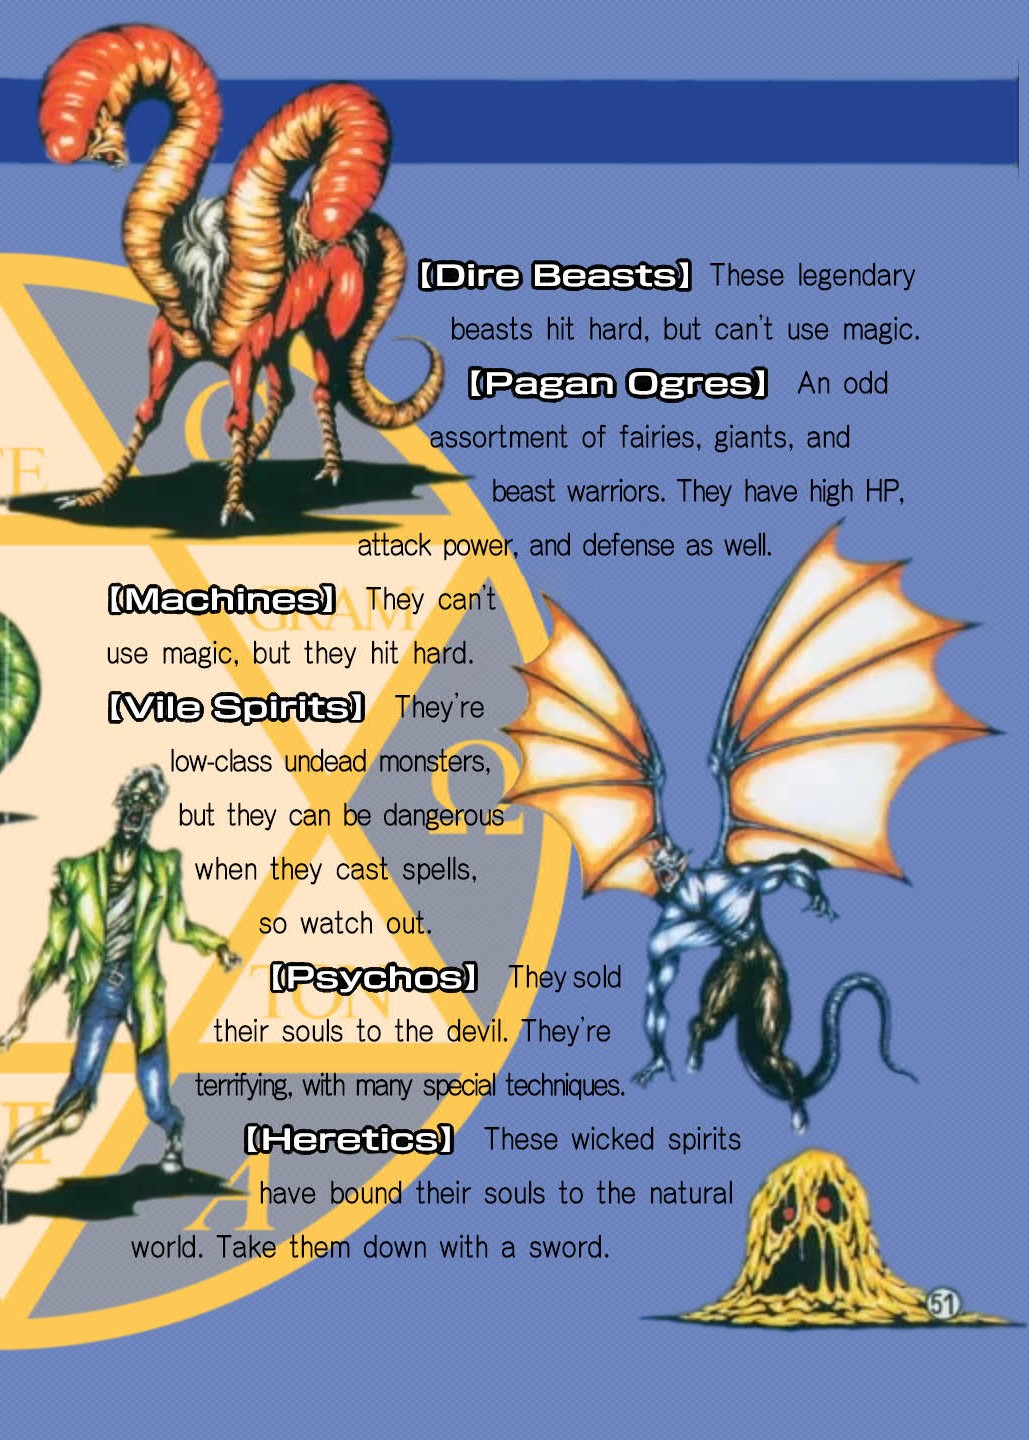 【Dire Beasts】 These legendary
beasts hit hard, but can't use magic.
【Pagan Ogres】 An odd
assortment of fairies, giants, and
beast warriors. They have high HP,
attack power, and defense as well.
【Machines】 They can't
use magic, but they hit hard.
【Vile Spirits】 They're
low-class undead monsters,
but they can be dangerous
when they cast spells,
so watch out.
【Psychos】 They sold
their souls to the devil. They're
terrifying, with many special techniques.
【Heretics】 These wicked spirits
have bound their souls to the natural
world. Take them down with a sword.
GRAM
Ω
TON
A
51